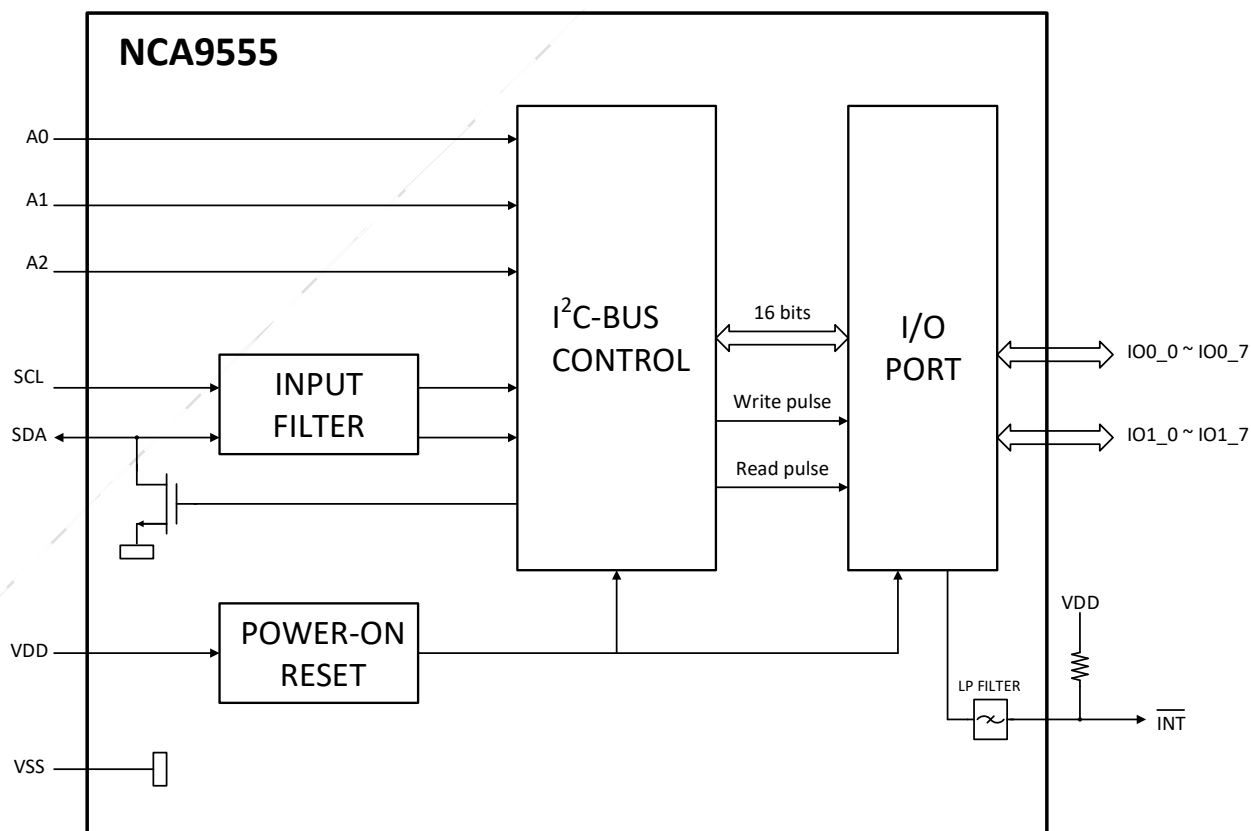 NCA9555
A0
A1
A2
SCL
SDA
VDD
VSS
INPUT
FILTER
POWER-ON
RESET
I²C-BUS
CONTROL
16 bits
Write pulse
Read pulse
I/O
PORT
IO0_0 ~ IO0_7
IO1_0 ~ IO1_7
VDD
LP FILTER
INT